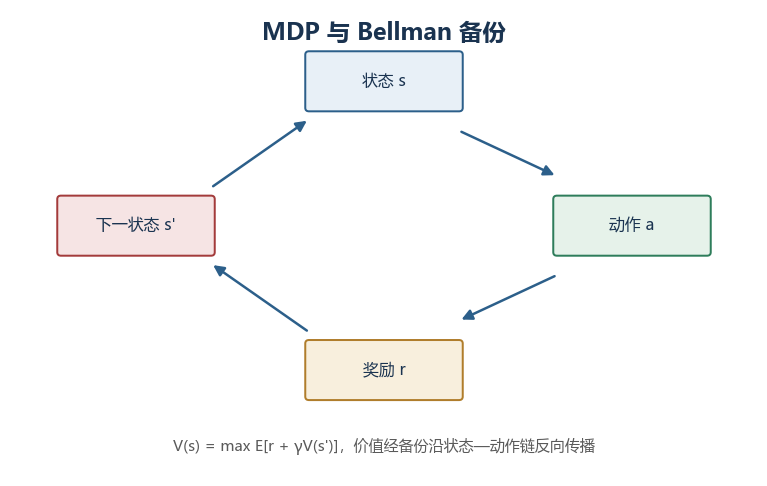 MDP 与 Bellman 备份
状态 s
下一状态 s'
动作 a
奖励 r
V(s) = max E[r + γV(s')]，价值经备份沿状态—动作链反向传播